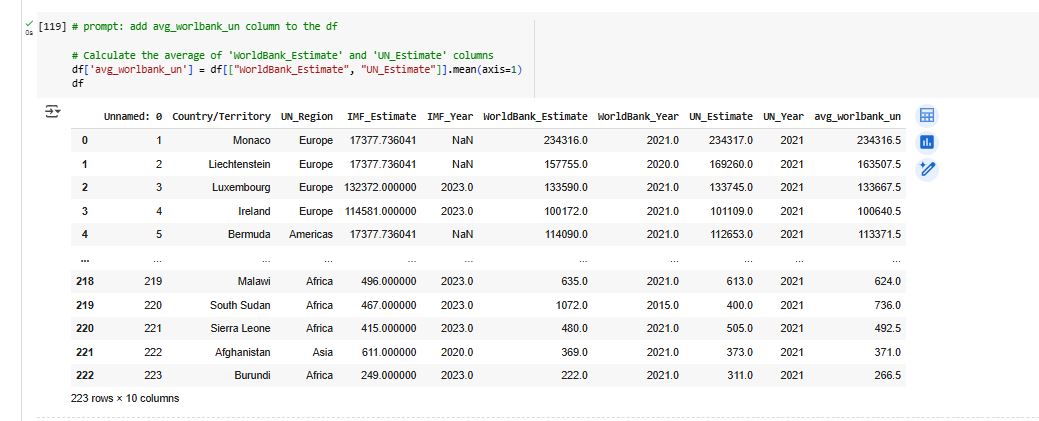 [119] # prompt: add avg_worlbank_un column to the df
0s
# Calculate the average of 'WorldBank_Estimate' and 'UN_Estimate' columns
df['avg_worlbank_un'] = df[["WorldBank_Estimate", "UN_Estimate"]].mean(axis=1)
df
Unnamed: 0 Country/Territory UN_Region IMF_Estimate IMF_Year WorldBank_Estimate WorldBank_Year UN_Estimate UN_Year avg_worlbank_un
0 1 Monaco Europe 17377.736041 NaN 234316.0 2021.0 234317.0 2021 234316.5
1 2 Liechtenstein Europe 17377.736041 NaN 157755.0 2020.0 169260.0 2021 163507.5
2 3 Luxembourg Europe 132372.000000 2023.0 133590.0 2021.0 133745.0 2021 133667.5
3 4 Ireland Europe 114581.000000 2023.0 100172.0 2021.0 101109.0 2021 100640.5
4 5 Bermuda Americas 17377.736041 NaN 114090.0 2021.0 112653.0 2021 113371.5
... ... ... ... ... ... ... ... ... ... ...
218 219 Malawi Africa 496.000000 2023.0 635.0 2021.0 613.0 2021 624.0
219 220 South Sudan Africa 467.000000 2023.0 1072.0 2015.0 400.0 2021 736.0
220 221 Sierra Leone Africa 415.000000 2023.0 480.0 2021.0 505.0 2021 492.5
221 222 Afghanistan Asia 611.000000 2020.0 369.0 2021.0 373.0 2021 371.0
222 223 Burundi Africa 249.000000 2023.0 222.0 2021.0 311.0 2021 266.5
223 rows × 10 columns